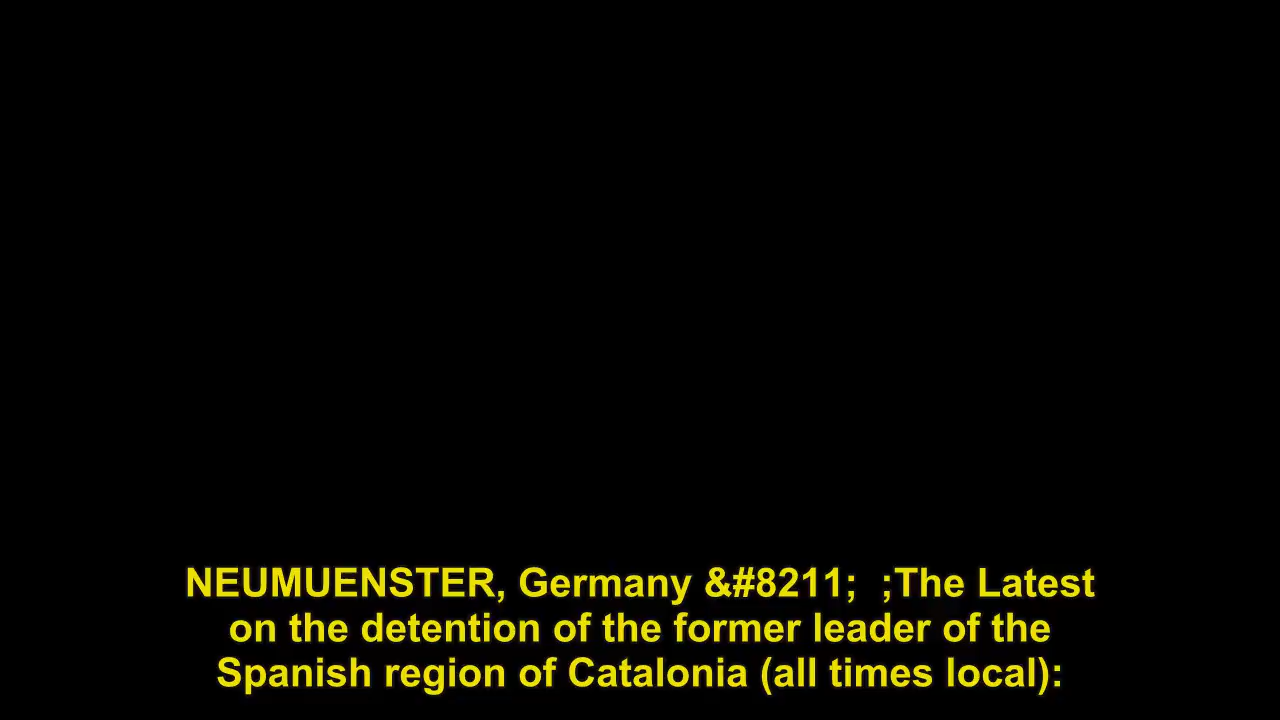 NEUMUENSTER, Germany &#8211;  ;The Latest
on the detention of the former leader of the
Spanish region of Catalonia (all times local):